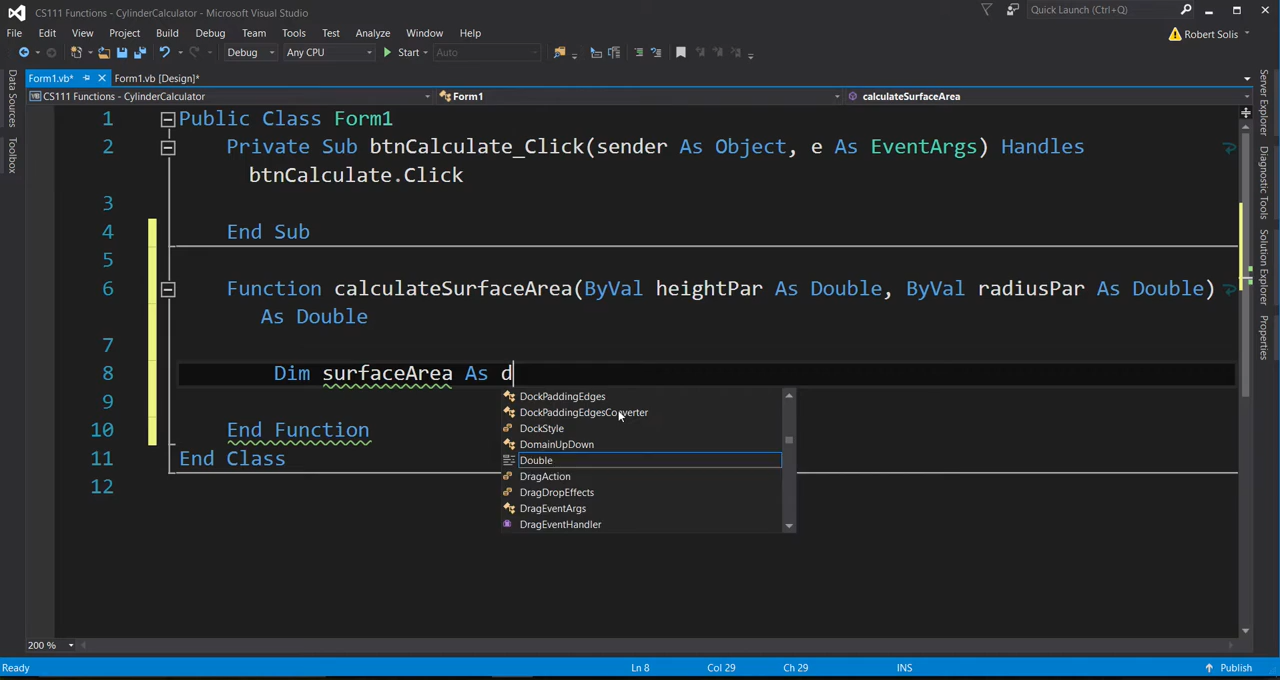 CS111 Functions - CylinderCalculator - Microsoft Visual Studio
Quick Launch (Ctrl+Q)
File Edit View Project Build Debug Team Tools Test Analyze Window Help
Robert Solis
Debug Any CPU Start Auto
Form1.vb* Form1.vb [Design]*
CS111 Functions - CylinderCalculator Form1 calculateSurfaceArea
Data Sources
Toolbox
1 Public Class Form1
2 Private Sub btnCalculate_Click(sender As Object, e As EventArgs) Handles
btnCalculate.Click
3
4 End Sub
5
6 Function calculateSurfaceArea(ByVal heightPar As Double, ByVal radiusPar As Double)
As Double
7
8 Dim surfaceArea As d
9
10 End Function
11 End Class
12
DockPaddingEdges
DockPaddingEdgesConverter
DockStyle
DomainUpDown
Double
DragAction
DragDropEffects
DragEventArgs
DragEventHandler
Server Explorer
Diagnostic Tools
Solution Explorer
Properties
200 %
Ready Ln 8 Col 29 Ch 29 INS Publish